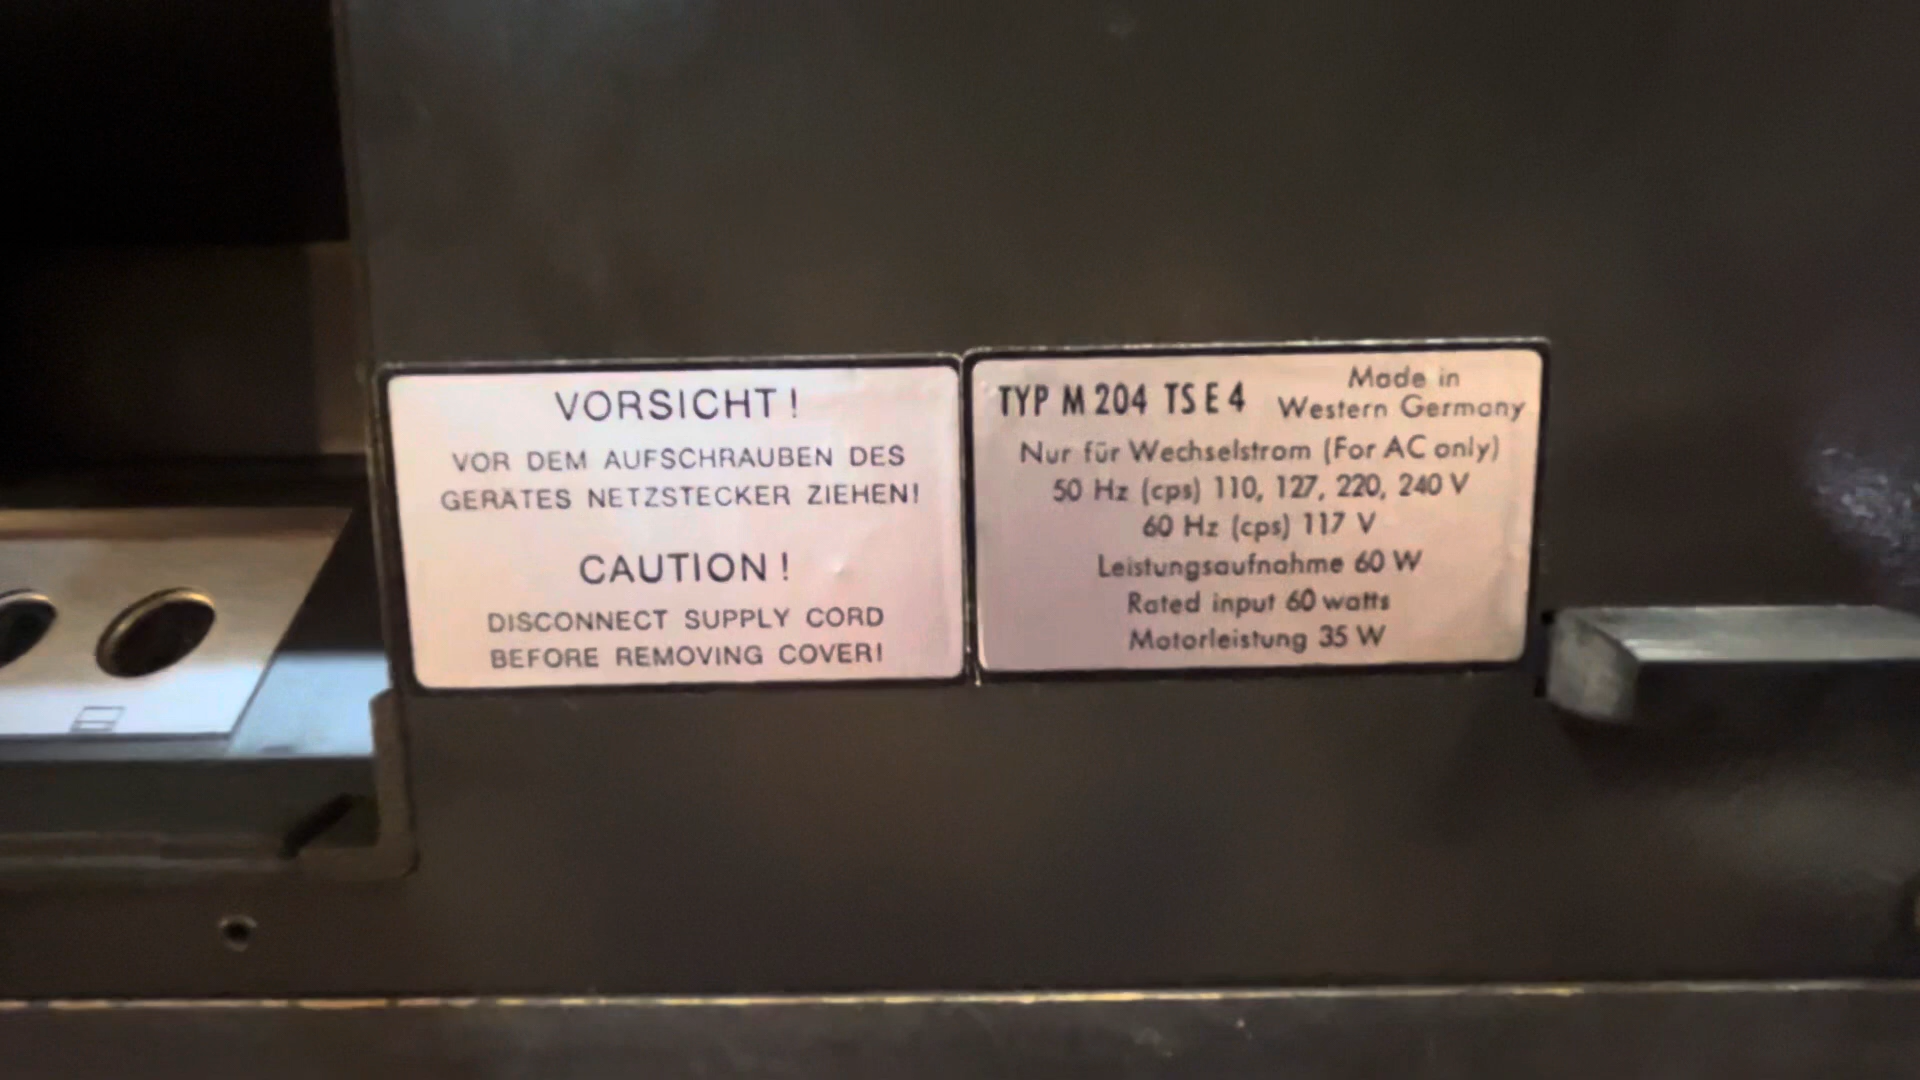 VORSICHT!
VOR DEM AUFSCHRAUBEN DES
GERÄTES NETZSTECKER ZIEHEN!
CAUTION!
DISCONNECT SUPPLY CORD
BEFORE REMOVING COVER!
TYP M 204 TS E 4
Made in
Western Germany
Nur für Wechselstrom (For AC only)
50 Hz (cps) 110, 127, 220, 240 V
60 Hz (cps) 117 V
Leistungsaufnahme 60 W
Rated input 60 watts
Motorleistung 35 W